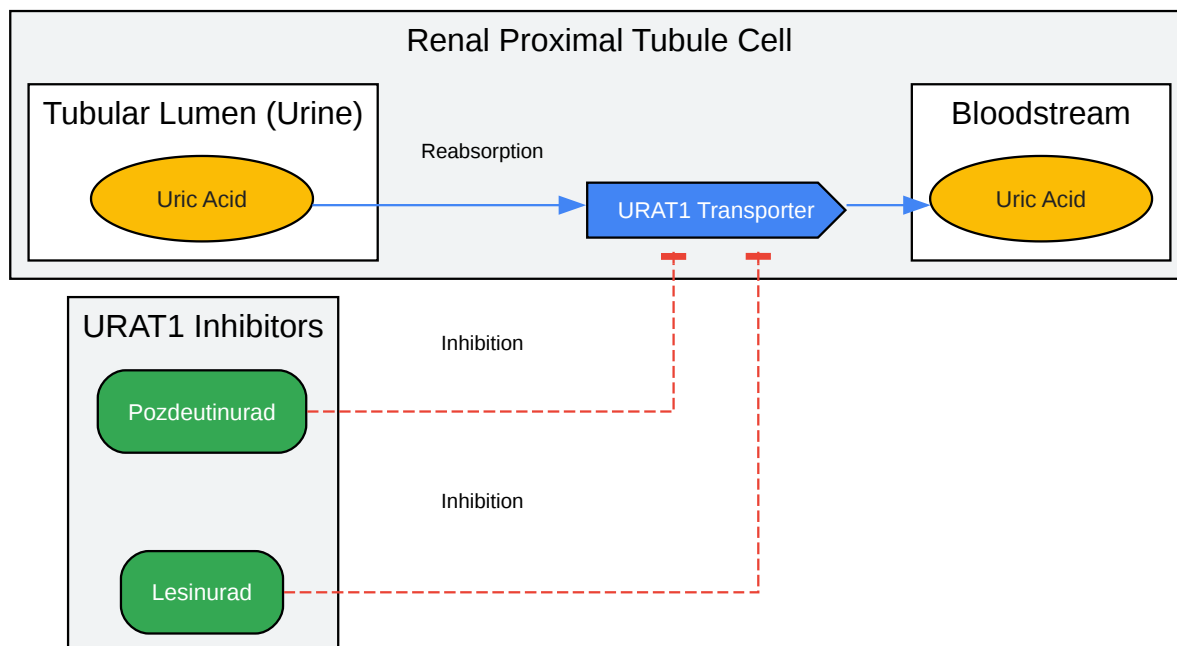 Renal Proximal Tubule Cell
Tubular Lumen (Urine)
Bloodstream
Reabsorption
Uric Acid
URAT1 Transporter
Uric Acid
URAT1 Inhibitors
Inhibition
Pozdeutinurad
Inhibition
Lesinurad